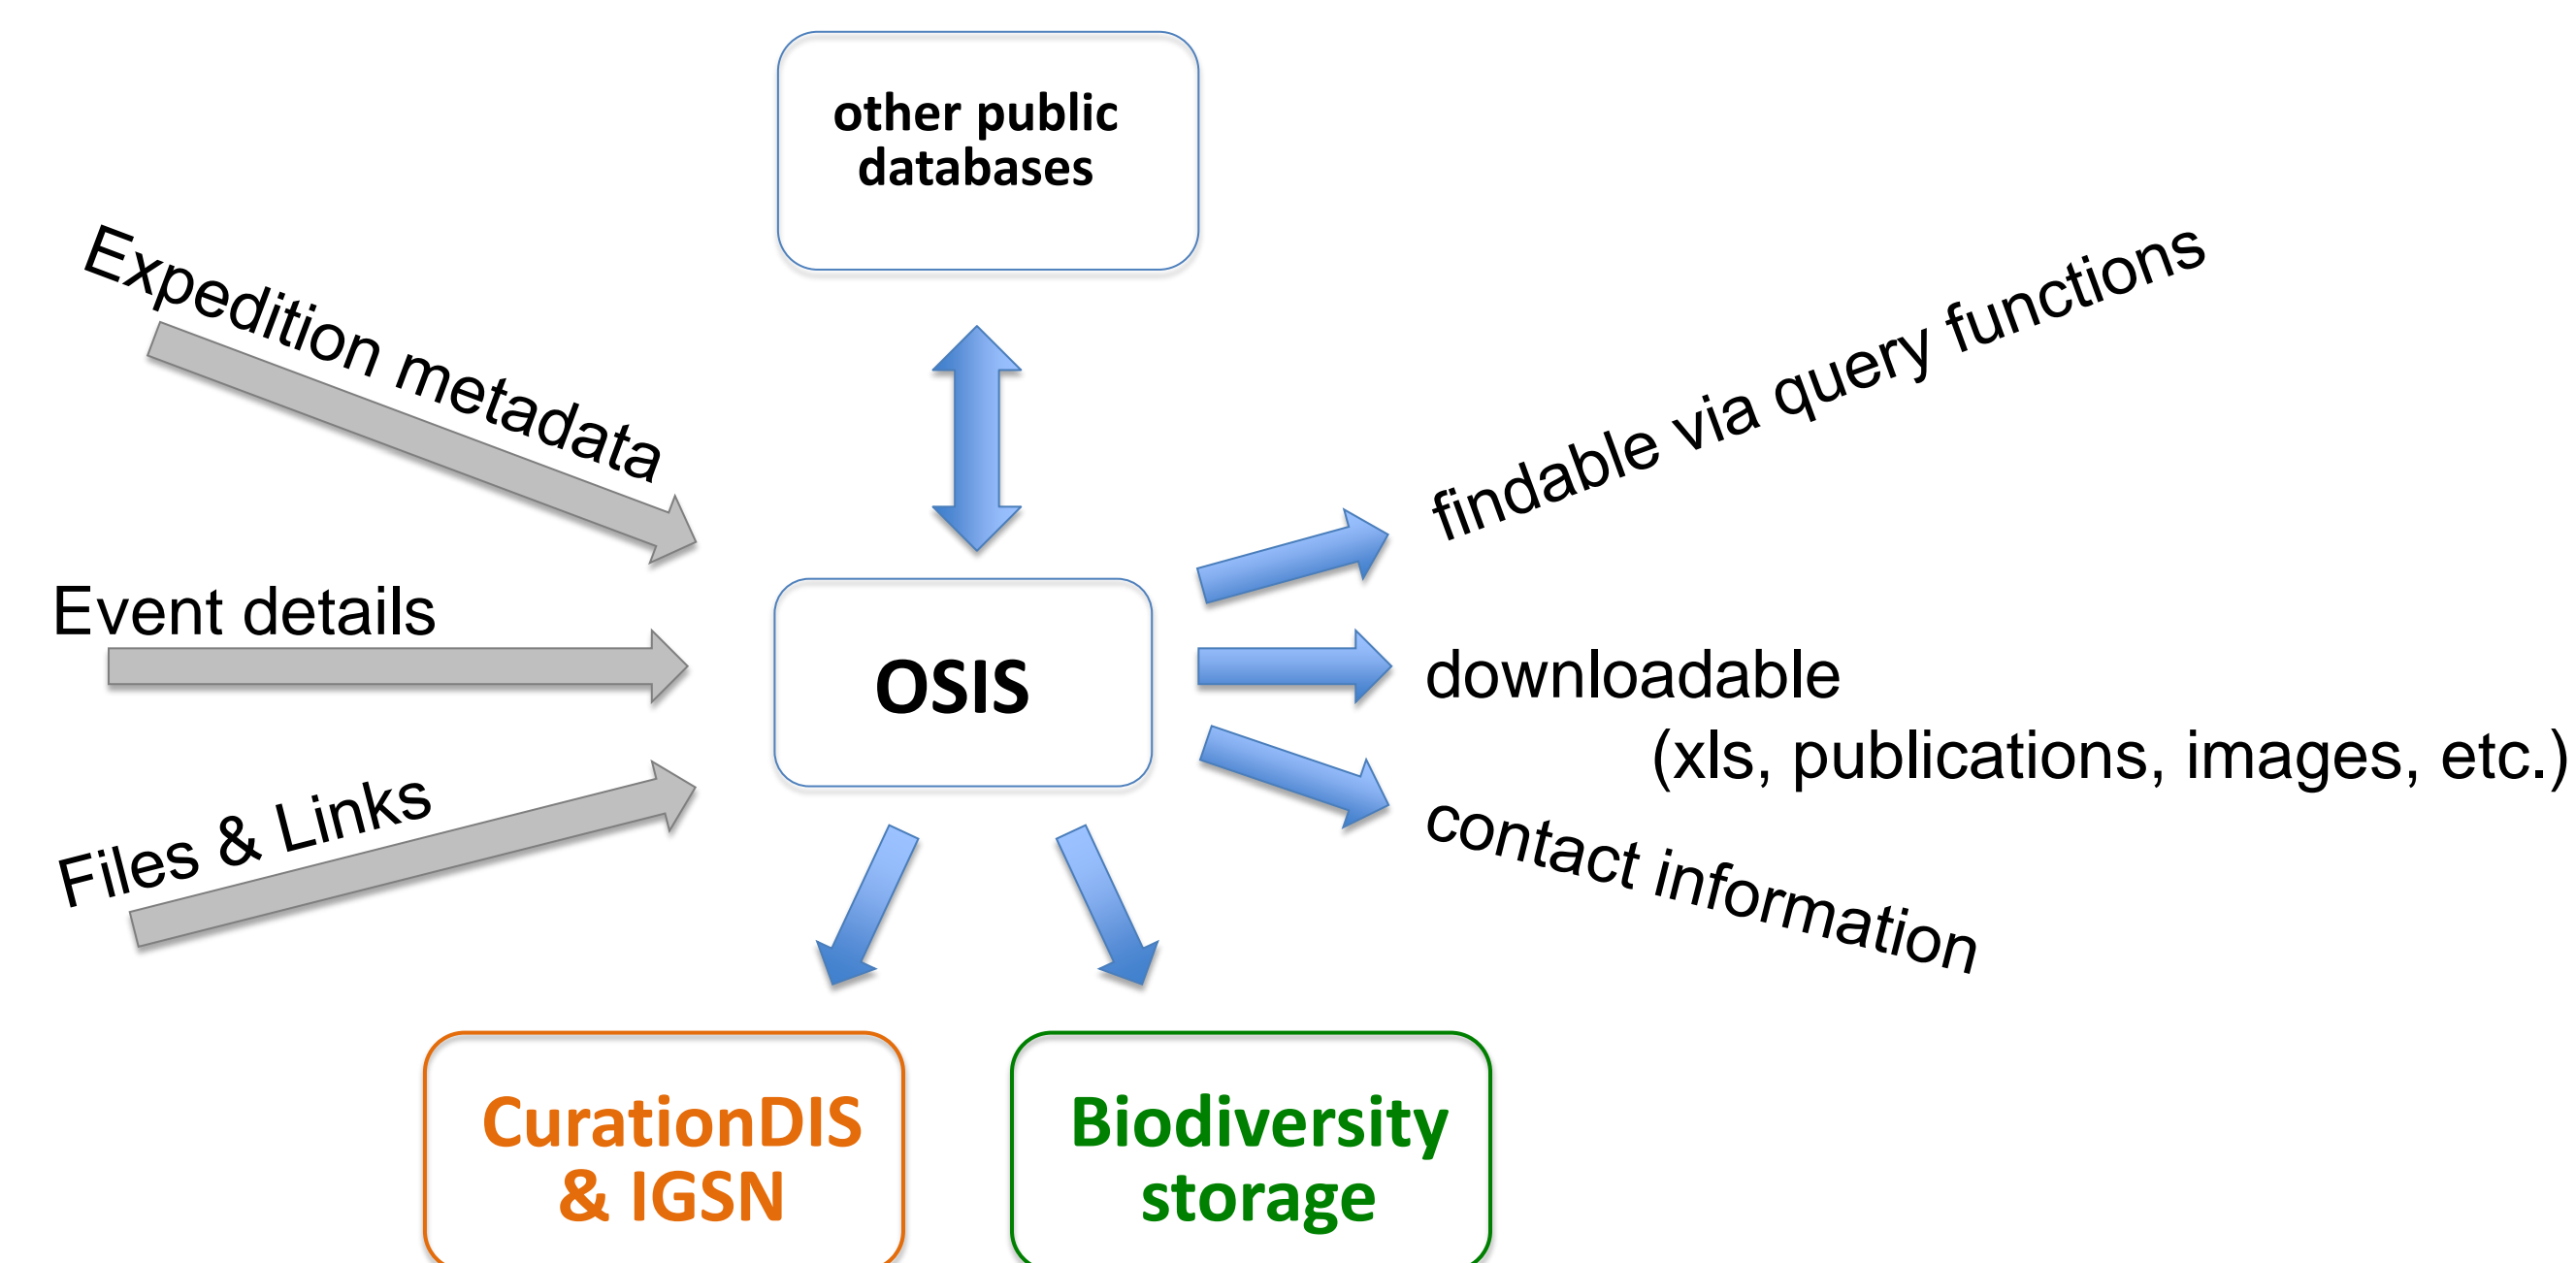 other public
databases
Expedition metadata
Event details
Files & Links
OSIS
findable via query functions
downloadable
(xls, publications, images, etc.)
contact information
CurationDIS
& IGSN
Biodiversity
storage